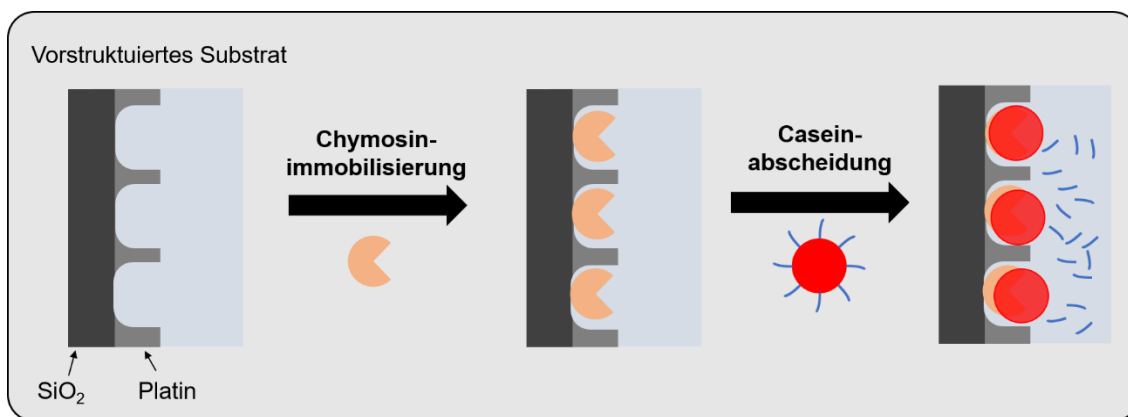 Vorstruktuiertes Substrat
Chymosin-
immobilisierung
Casein-
abscheidung
SiO₂
Platin